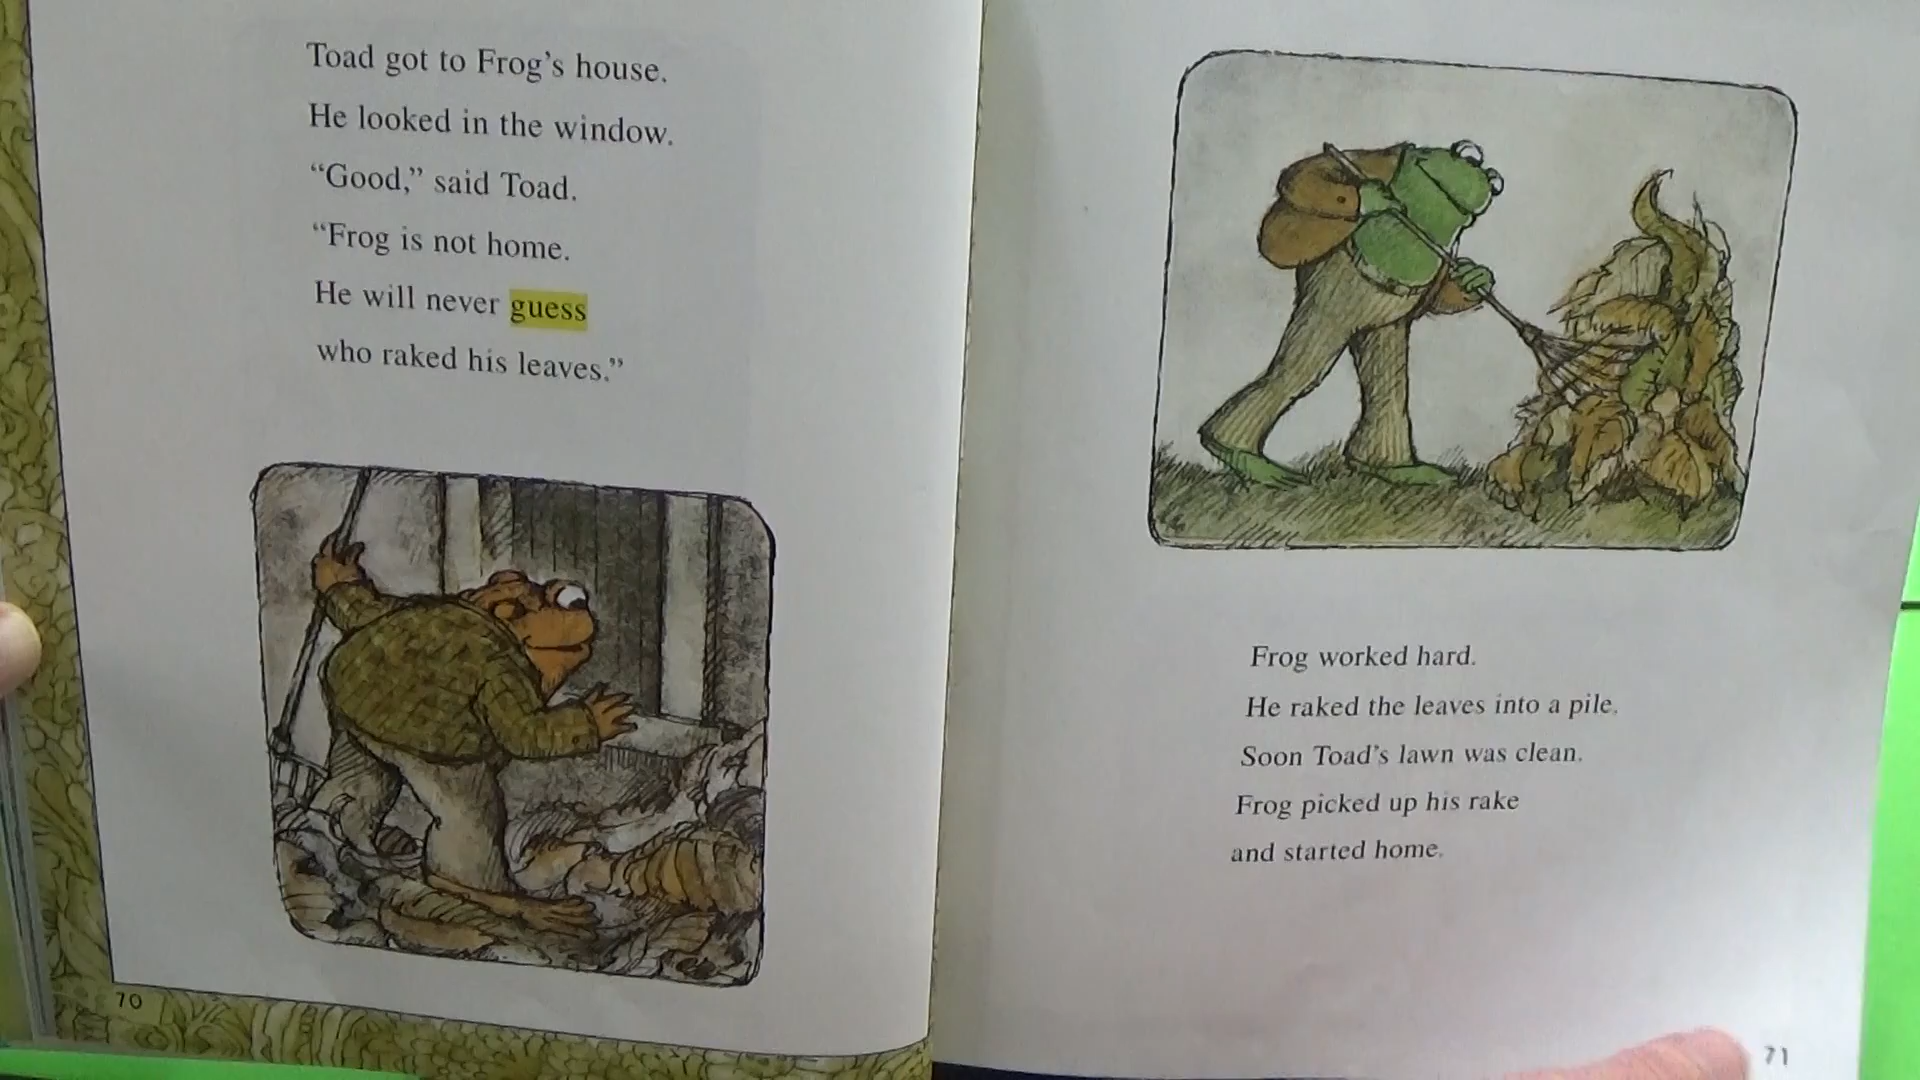 Toad got to Frog's house.
He looked in the window.
“Good,” said Toad.
“Frog is not home.
He will never guess
who raked his leaves.”
70
Frog worked hard.
He raked the leaves into a pile.
Soon Toad's lawn was clean.
Frog picked up his rake
and started home.
71